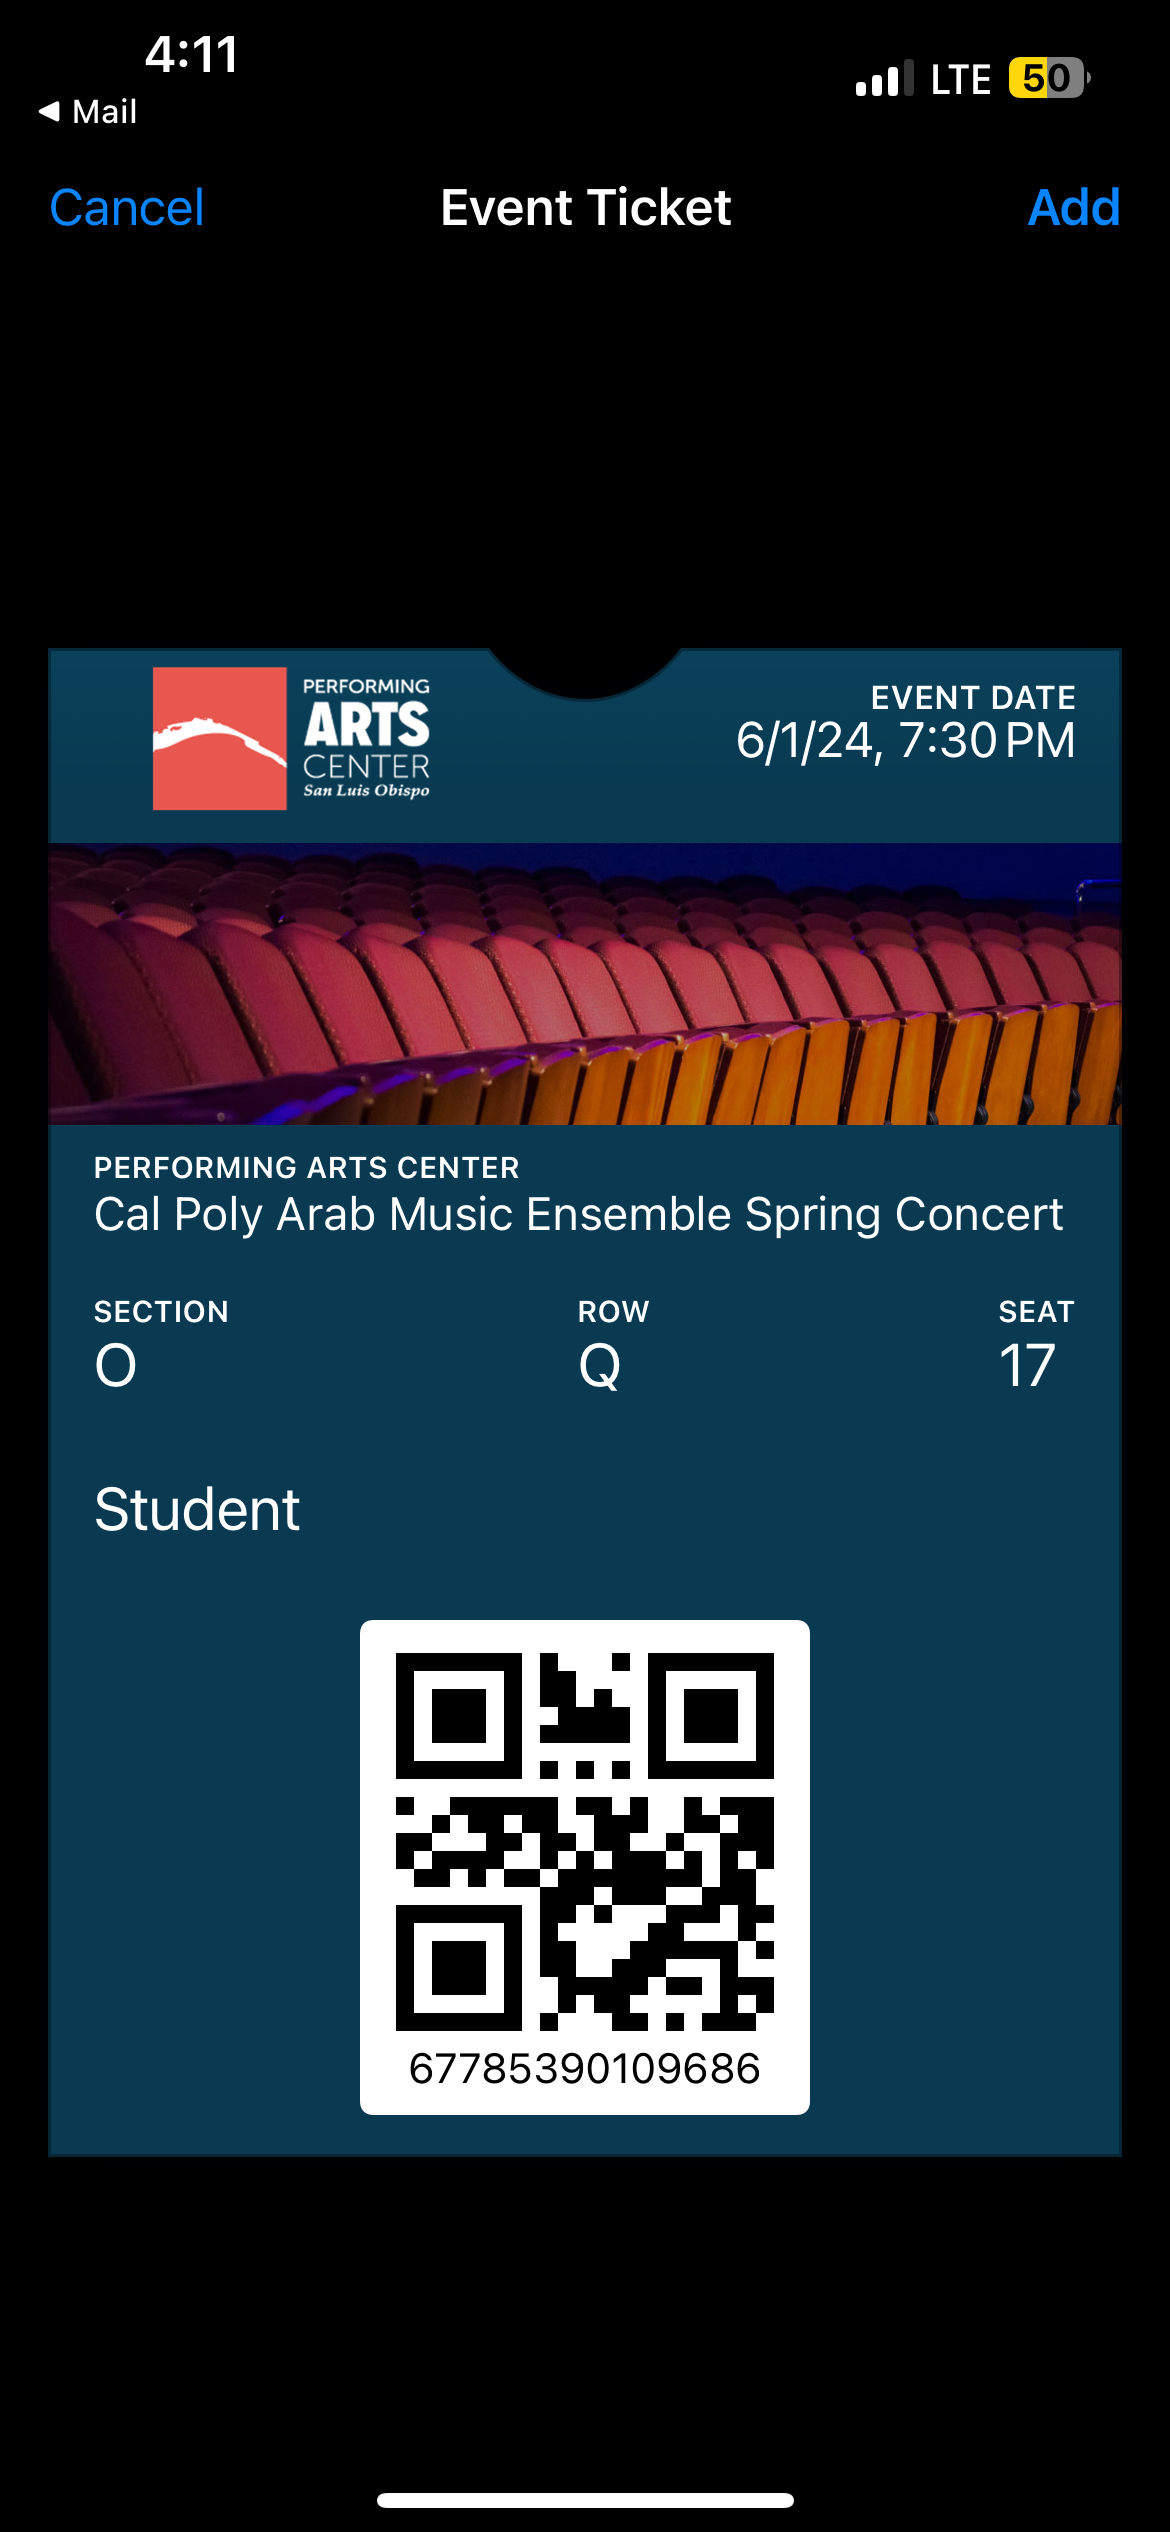 4:11
LTE 50
◀ Mail
Cancel Event Ticket Add
PERFORMING
ARTS
CENTER
San Luis Obispo
EVENT DATE
6/1/24, 7:30 PM
PERFORMING ARTS CENTER
Cal Poly Arab Music Ensemble Spring Concert
SECTION ROW SEAT
O Q 17
Student
67785390109686